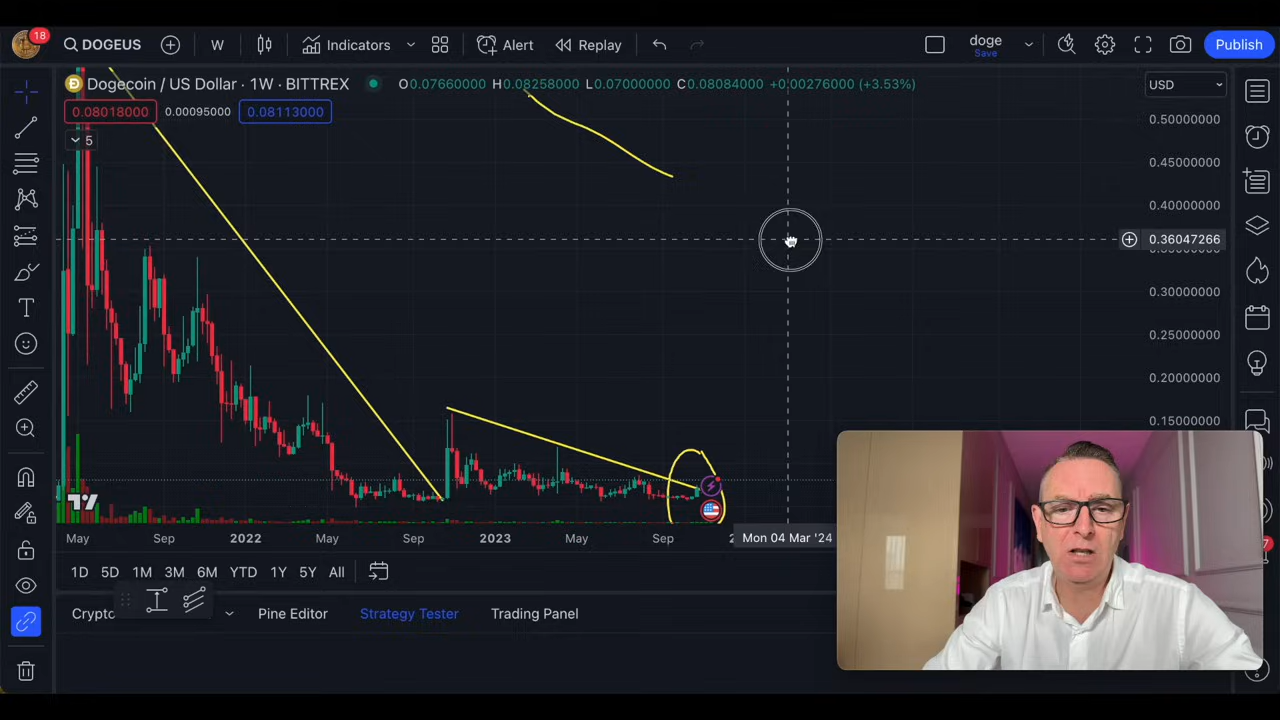 18
DOGEUS
W
Indicators
Alert
Replay
doge
Save
Publish
Dogecoin / US Dollar · 1W · BITTREX
O0.07660000 H0.08258000 L0.07000000 C0.08084000 +0.00276000 (+3.53%)
USD
0.08018000
0.00095000
0.08113000
5
0.50000000
0.45000000
0.40000000
0.36047266
0.30000000
0.25000000
0.20000000
0.15000000
May
Sep
2022
May
Sep
2023
May
Sep
Mon 04 Mar '24
1D 5D 1M 3M 6M YTD 1Y 5Y All
Crypto
Pine Editor
Strategy Tester
Trading Panel